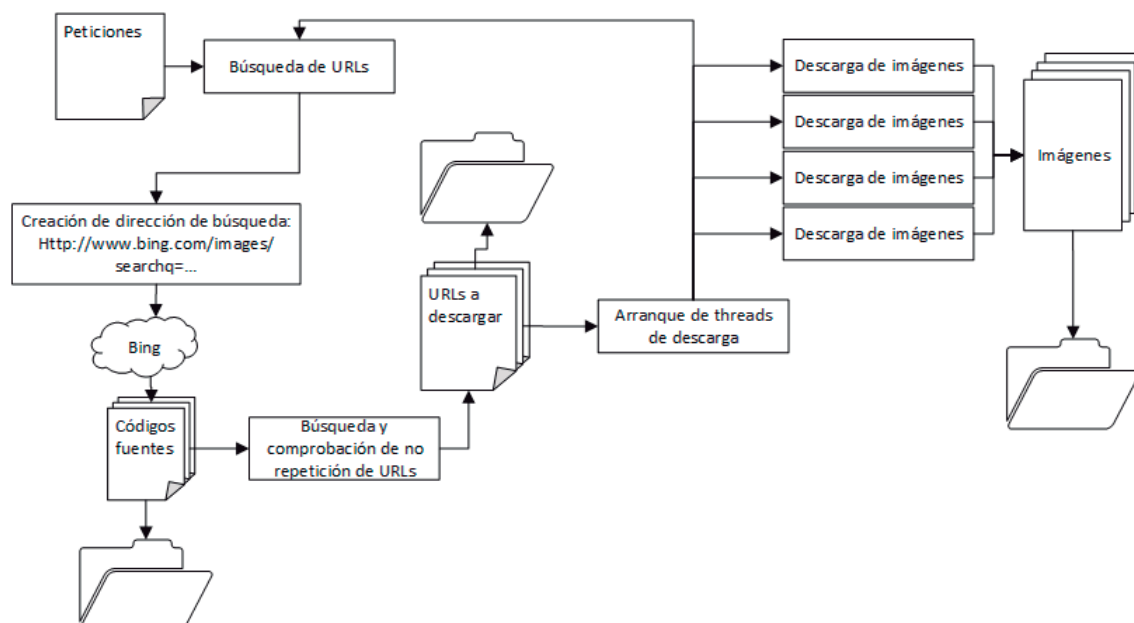 Peticiones
Búsqueda de URLs
Creación de dirección de búsqueda:
Http://www.bing.com/images/
searchq=...
Bing
Códigos
fuentes
Búsqueda y
comprobación de no
repetición de URLs
URLs a
descargar
Arranque de threads
de descarga
Descarga de imágenes
Descarga de imágenes
Descarga de imágenes
Descarga de imágenes
Imágenes